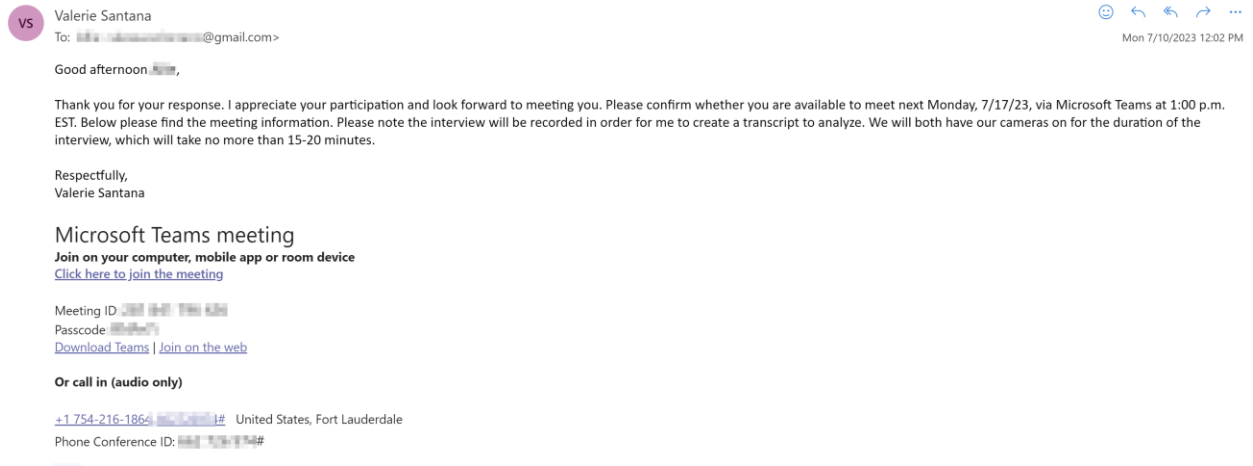 VS
Valerie Santana
To: @gmail.com>
Mon 7/10/2023 12:02 PM
Good afternoon ,
Thank you for your response. I appreciate your participation and look forward to meeting you. Please confirm whether you are available to meet next Monday, 7/17/23, via Microsoft Teams at 1:00 p.m.
EST. Below please find the meeting information. Please note the interview will be recorded in order for me to create a transcript to analyze. We will both have our cameras on for the duration of the
interview, which will take no more than 15-20 minutes.
Respectfully,
Valerie Santana
Microsoft Teams meeting
Join on your computer, mobile app or room device
Click here to join the meeting
Meeting ID:
Passcode:
Download Teams | Join on the web
Or call in (audio only)
+1 754-216-1864 # United States, Fort Lauderdale
Phone Conference ID: #